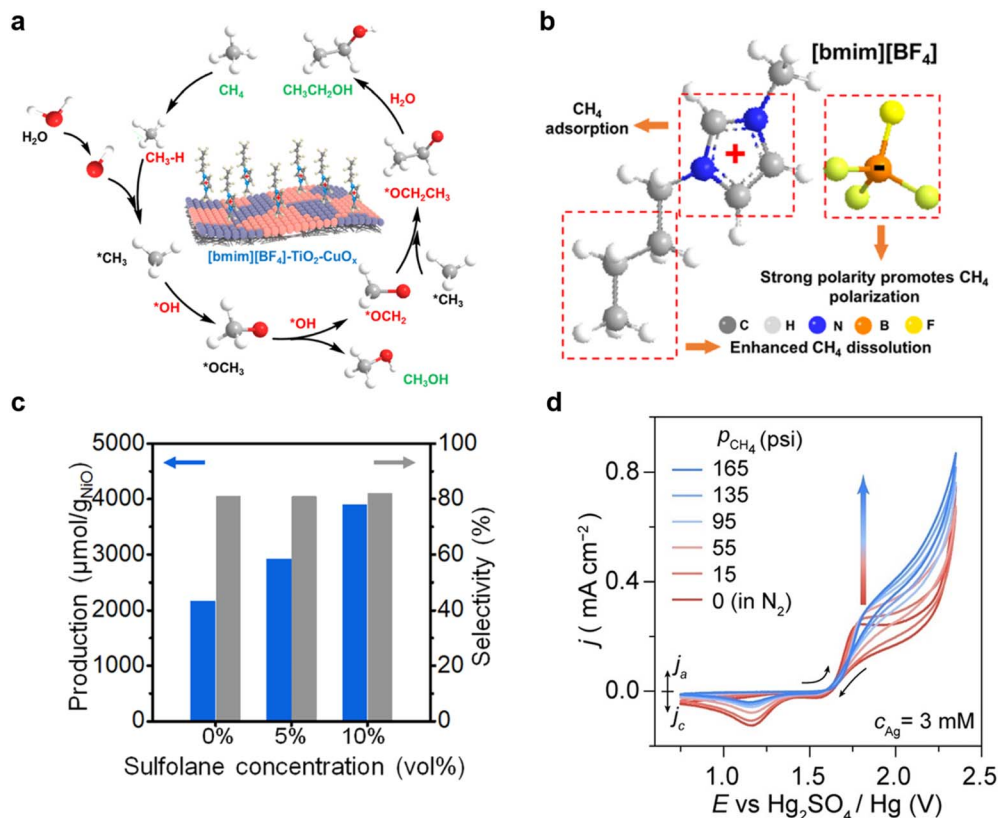 a
CH₄
CH₃CH₂OH
H₂O
H₂O
CH₃-H
*OCH₂CH₃
[bmim][BF₄]-TiO₂-CuOₓ
*CH₃
*CH₃
*OH
*OH
*OCH₂
*OCH₃
CH₃OH
b
[bmim][BF₄]
CH₄
adsorption
+
-
Strong polarity promotes CH₄
polarization
C H N B F
Enhanced CH₄ dissolution
c
Production (μmol/g_NiO)
5000
4000
3000
2000
1000
0
100
80
60
40
20
0
Selectivity (%)
0% 5% 10%
Sulfolane concentration (vol%)
d
p_CH₄ (psi)
165
135
95
55
15
0 (in N₂)
j ( mA cm⁻²)
0.8
0.4
0.0
jₐ
j_c
c_Ag = 3 mM
1.0 1.5 2.0 2.5
E vs Hg₂SO₄ / Hg (V)